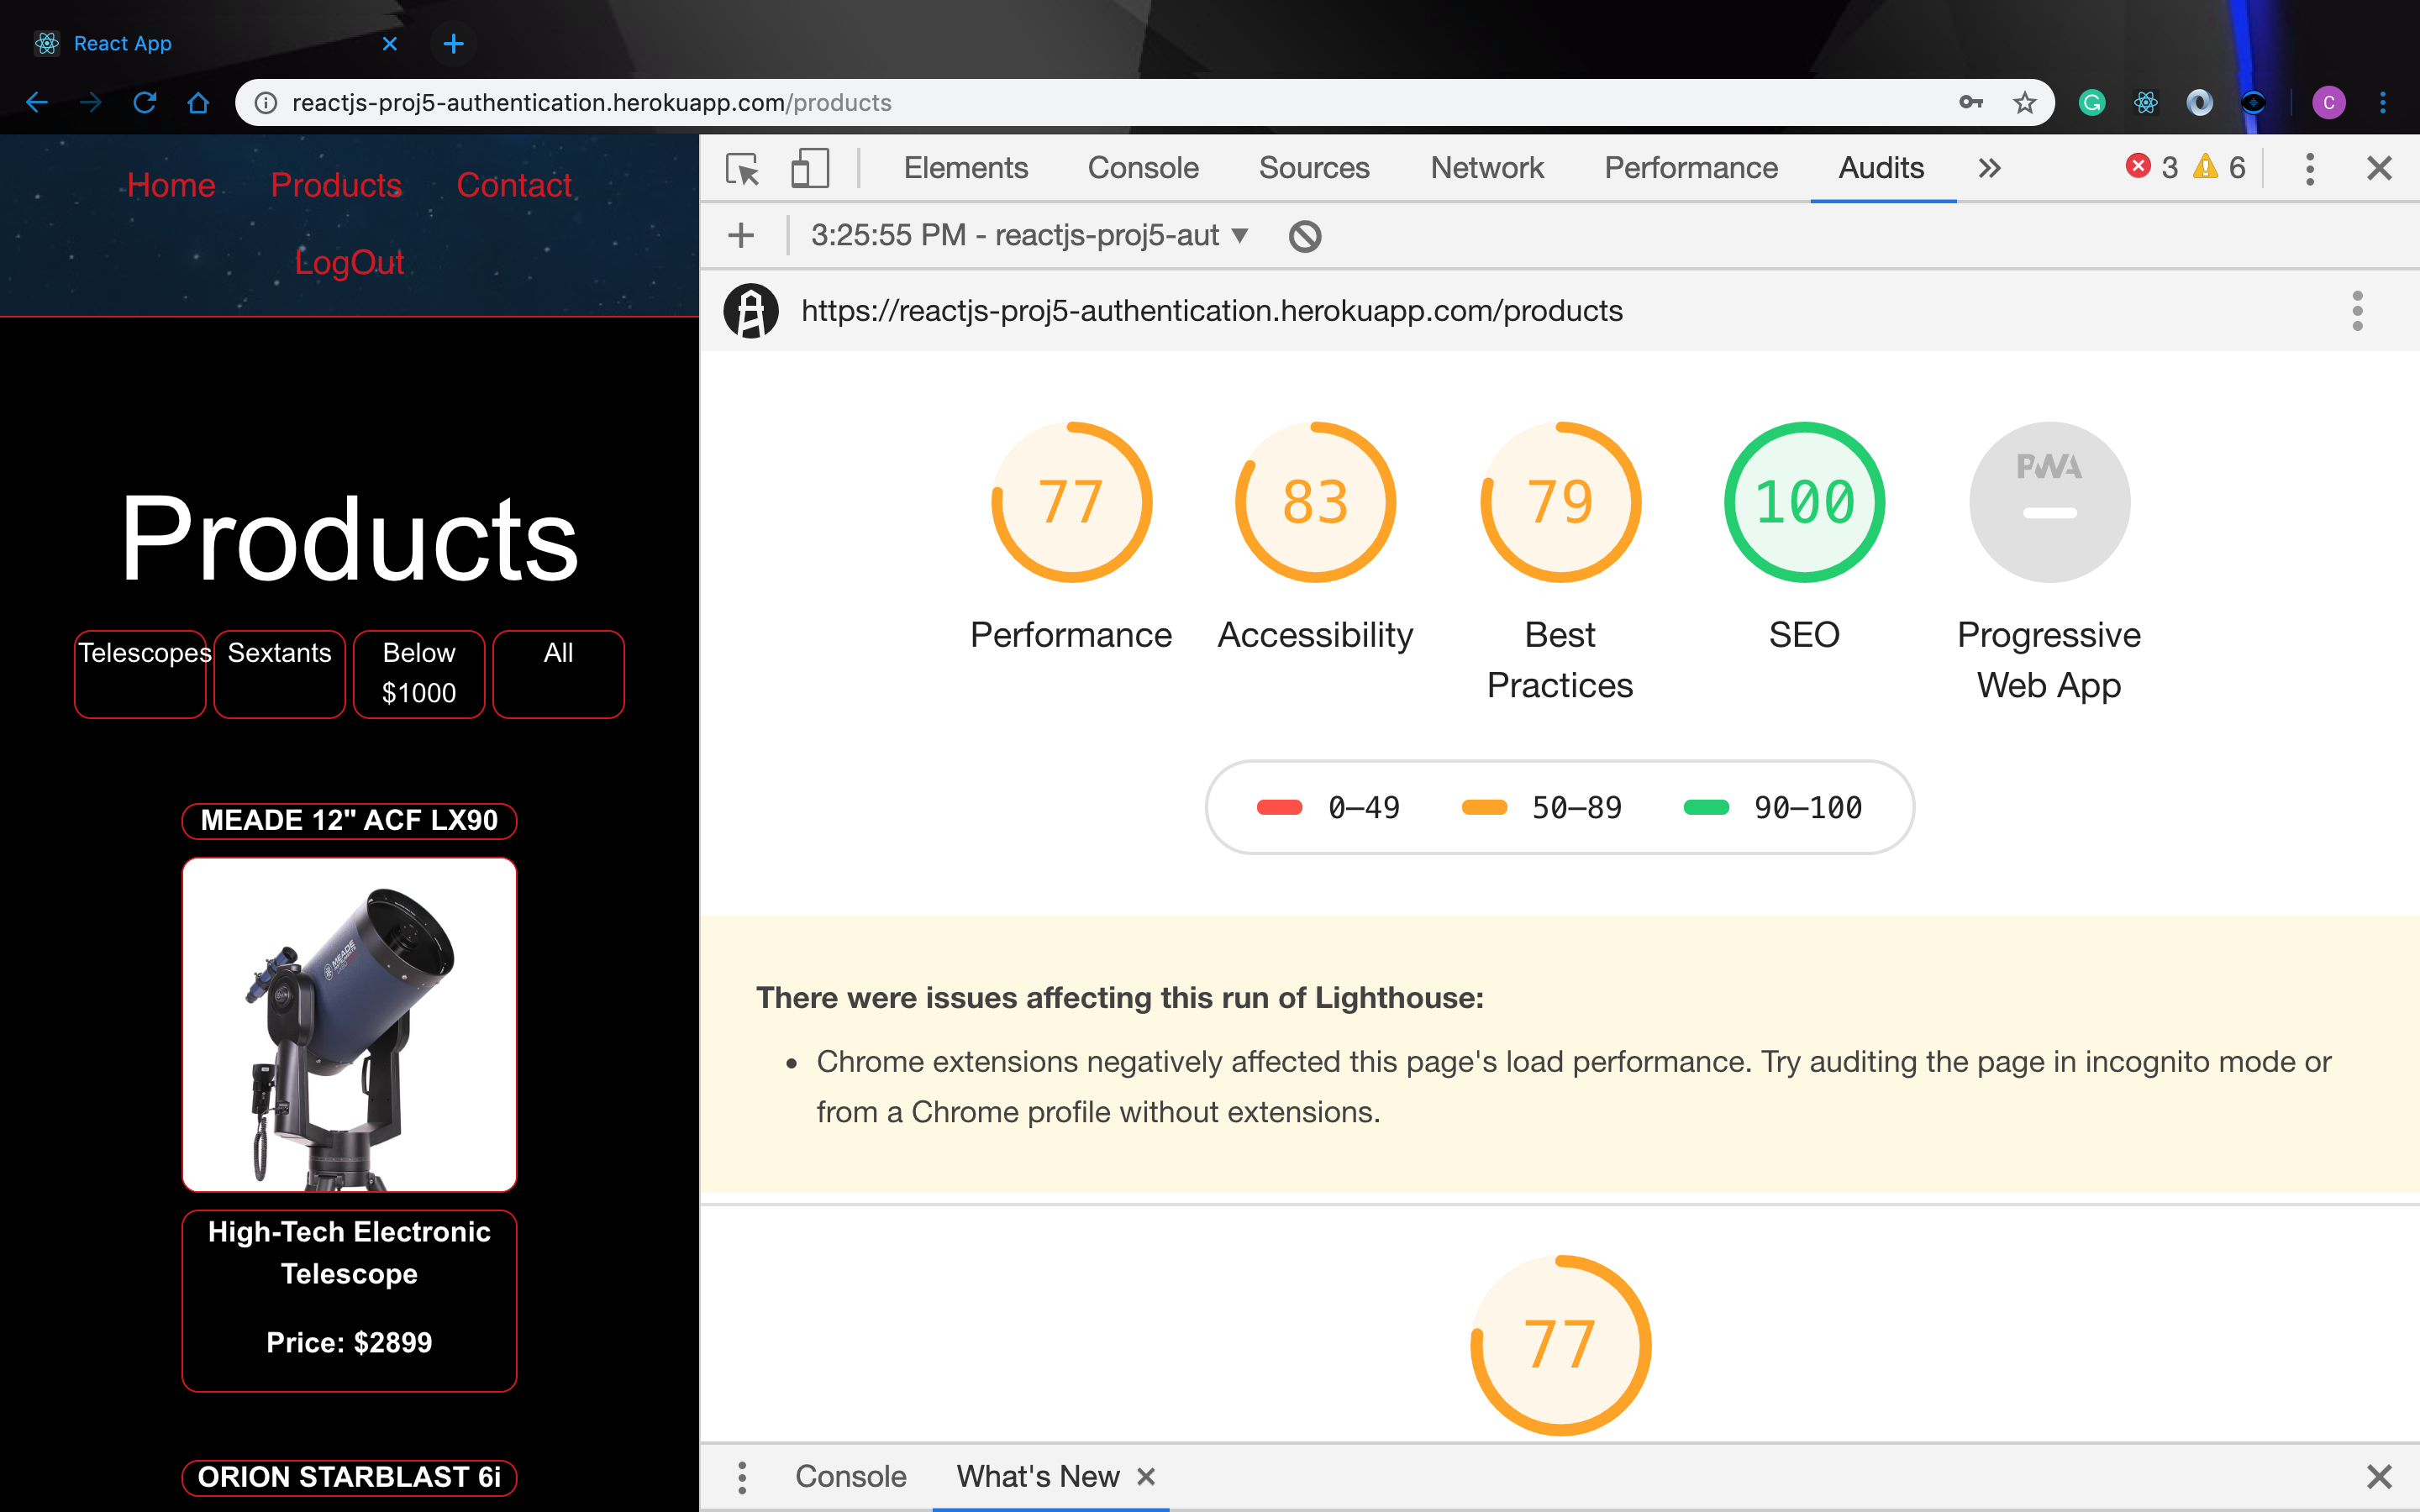 React App
reactjs-proj5-authentication.herokuapp.com/products
G
C
Home Products Contact
LogOut
Products
Telescopes Sextants Below $1000 All
MEADE 12" ACF LX90
MEADE
High-Tech Electronic
Telescope
Price: $2899
ORION STARBLAST 6i
Elements Console Sources Network Performance Audits 3 6
3:25:55 PM - reactjs-proj5-aut
https://reactjs-proj5-authentication.herokuapp.com/products
77 83 79 100 PWA
Performance Accessibility Best Practices SEO Progressive Web App
0–49 50–89 90–100
There were issues affecting this run of Lighthouse:
Chrome extensions negatively affected this page's load performance. Try auditing the page in incognito mode or
from a Chrome profile without extensions.
77
Console What's New